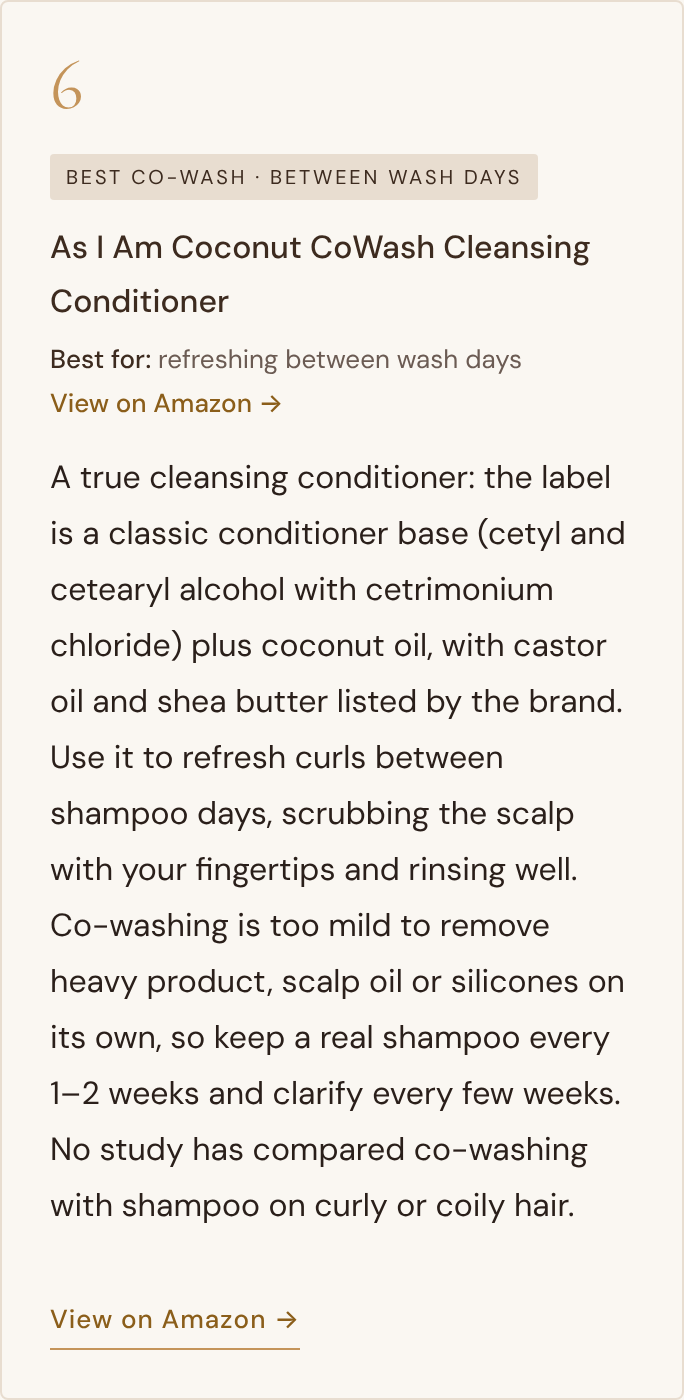 6
BEST CO-WASH · BETWEEN WASH DAYS
As I Am Coconut CoWash Cleansing
Conditioner
Best for: refreshing between wash days
View on Amazon →
A true cleansing conditioner: the label
is a classic conditioner base (cetyl and
cetearyl alcohol with cetrimonium
chloride) plus coconut oil, with castor
oil and shea butter listed by the brand.
Use it to refresh curls between
shampoo days, scrubbing the scalp
with your fingertips and rinsing well.
Co-washing is too mild to remove
heavy product, scalp oil or silicones on
its own, so keep a real shampoo every
1–2 weeks and clarify every few weeks.
No study has compared co-washing
with shampoo on curly or coily hair.
View on Amazon →